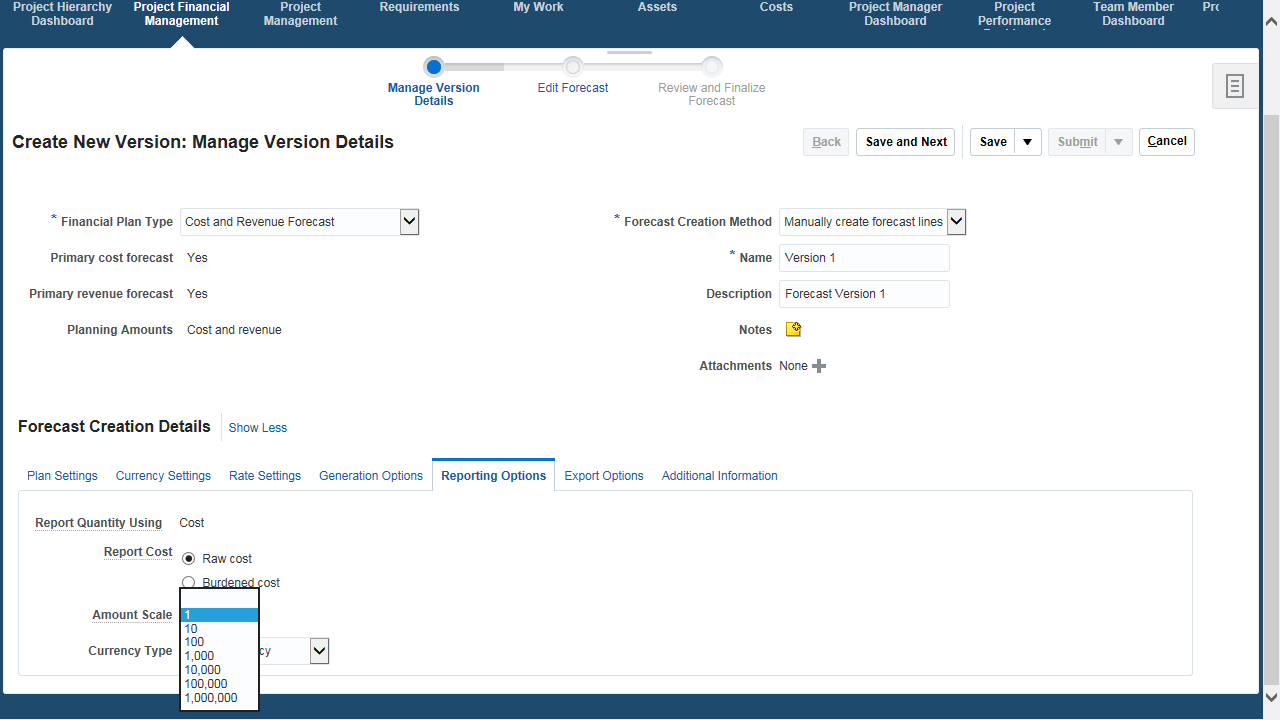 Project Hierarchy Dashboard
Project Financial Management
Project Management
Requirements
My Work
Assets
Costs
Project Manager Dashboard
Project Performance
Team Member Dashboard
Manage Version Details
Edit Forecast
Review and Finalize Forecast
Create New Version: Manage Version Details
Back
Save and Next
Save
Submit
Cancel
* Financial Plan Type Cost and Revenue Forecast
Primary cost forecast Yes
Primary revenue forecast Yes
Planning Amounts Cost and revenue
* Forecast Creation Method Manually create forecast lines
* Name Version 1
Description Forecast Version 1
Notes
Attachments None
Forecast Creation Details Show Less
Plan Settings Currency Settings Rate Settings Generation Options Reporting Options Export Options Additional Information
Report Quantity Using Cost
Report Cost Raw cost
Burdened cost
Amount Scale
1
10
100
1,000
10,000
100,000
1,000,000
Currency Type cy